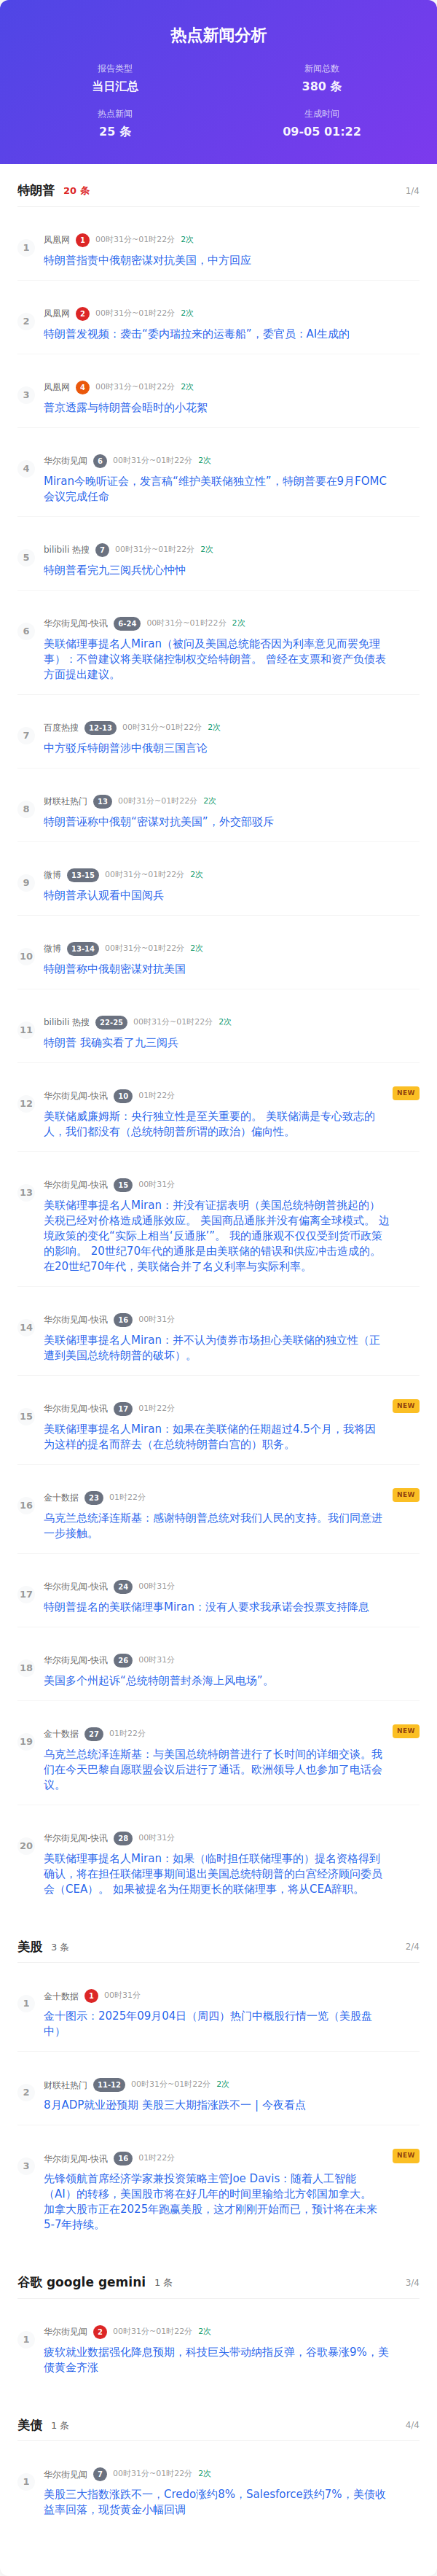 热点新闻分析
报告类型
当日汇总
新闻总数
380 条
热点新闻
25 条
生成时间
09-05 01:22
特朗普 20 条 1/4
1
凤凰网 1 00时31分~01时22分 2次
特朗普指责中俄朝密谋对抗美国，中方回应
2
凤凰网 2 00时31分~01时22分 2次
特朗普发视频：袭击“委内瑞拉来的运毒船”，委官员：AI生成的
3
凤凰网 4 00时31分~01时22分 2次
普京透露与特朗普会晤时的小花絮
4
华尔街见闻 6 00时31分~01时22分 2次
Miran今晚听证会，发言稿“维护美联储独立性”，特朗普要在9月FOMC
会议完成任命
5
bilibili 热搜 7 00时31分~01时22分 2次
特朗普看完九三阅兵忧心忡忡
6
华尔街见闻-快讯 6-24 00时31分~01时22分 2次
美联储理事提名人Miran（被问及美国总统能否因为利率意见而罢免理
事）：不曾建议将美联储控制权交给特朗普。 曾经在支票和资产负债表
方面提出建议。
7
百度热搜 12-13 00时31分~01时22分 2次
中方驳斥特朗普涉中俄朝三国言论
8
财联社热门 13 00时31分~01时22分 2次
特朗普诬称中俄朝“密谋对抗美国”，外交部驳斥
9
微博 13-15 00时31分~01时22分 2次
特朗普承认观看中国阅兵
10
微博 13-14 00时31分~01时22分 2次
特朗普称中俄朝密谋对抗美国
11
bilibili 热搜 22-25 00时31分~01时22分 2次
特朗普 我确实看了九三阅兵
12
华尔街见闻-快讯 10 01时22分 NEW
美联储威廉姆斯：央行独立性是至关重要的。 美联储满是专心致志的
人，我们都没有（总统特朗普所谓的政治）偏向性。
13
华尔街见闻-快讯 15 00时31分
美联储理事提名人Miran：并没有证据表明（美国总统特朗普挑起的）
关税已经对价格造成通胀效应。 美国商品通胀并没有偏离全球模式。 边
境政策的变化“实际上相当‘反通胀’”。 我的通胀观不仅仅受到货币政策
的影响。 20世纪70年代的通胀是由美联储的错误和供应冲击造成的。
在20世纪70年代，美联储合并了名义利率与实际利率。
14
华尔街见闻-快讯 16 00时31分
美联储理事提名人Miran：并不认为债券市场担心美联储的独立性（正
遭到美国总统特朗普的破坏）。
15
华尔街见闻-快讯 17 01时22分 NEW
美联储理事提名人Miran：如果在美联储的任期超过4.5个月，我将因
为这样的提名而辞去（在总统特朗普白宫的）职务。
16
金十数据 23 01时22分 NEW
乌克兰总统泽连斯基：感谢特朗普总统对我们人民的支持。我们同意进
一步接触。
17
华尔街见闻-快讯 24 00时31分
特朗普提名的美联储理事Miran：没有人要求我承诺会投票支持降息
18
华尔街见闻-快讯 26 00时31分
美国多个州起诉“总统特朗普封杀海上风电场”。
19
金十数据 27 01时22分 NEW
乌克兰总统泽连斯基：与美国总统特朗普进行了长时间的详细交谈。我
们在今天巴黎自愿联盟会议后进行了通话。欧洲领导人也参加了电话会
议。
20
华尔街见闻-快讯 28 00时31分
美联储理事提名人Miran：如果（临时担任联储理事的）提名资格得到
确认，将在担任联储理事期间退出美国总统特朗普的白宫经济顾问委员
会（CEA）。 如果被提名为任期更长的联储理事，将从CEA辞职。
美股 3 条 2/4
1
金十数据 1 00时31分
金十图示：2025年09月04日（周四）热门中概股行情一览（美股盘
中）
2
财联社热门 11-12 00时31分~01时22分 2次
8月ADP就业逊预期 美股三大期指涨跌不一 | 今夜看点
3
华尔街见闻-快讯 16 01时22分 NEW
先锋领航首席经济学家兼投资策略主管Joe Davis：随着人工智能
（AI）的转移，美国股市将在好几年的时间里输给北方邻国加拿大。
加拿大股市正在2025年跑赢美股，这才刚刚开始而已，预计将在未来
5-7年持续。
谷歌 google gemini 1 条 3/4
1
华尔街见闻 2 00时31分~01时22分 2次
疲软就业数据强化降息预期，科技巨头带动纳指反弹，谷歌暴涨9%，美
债黄金齐涨
美债 1 条 4/4
1
华尔街见闻 7 00时31分~01时22分 2次
美股三大指数涨跌不一，Credo涨约8%，Salesforce跌约7%，美债收
益率回落，现货黄金小幅回调